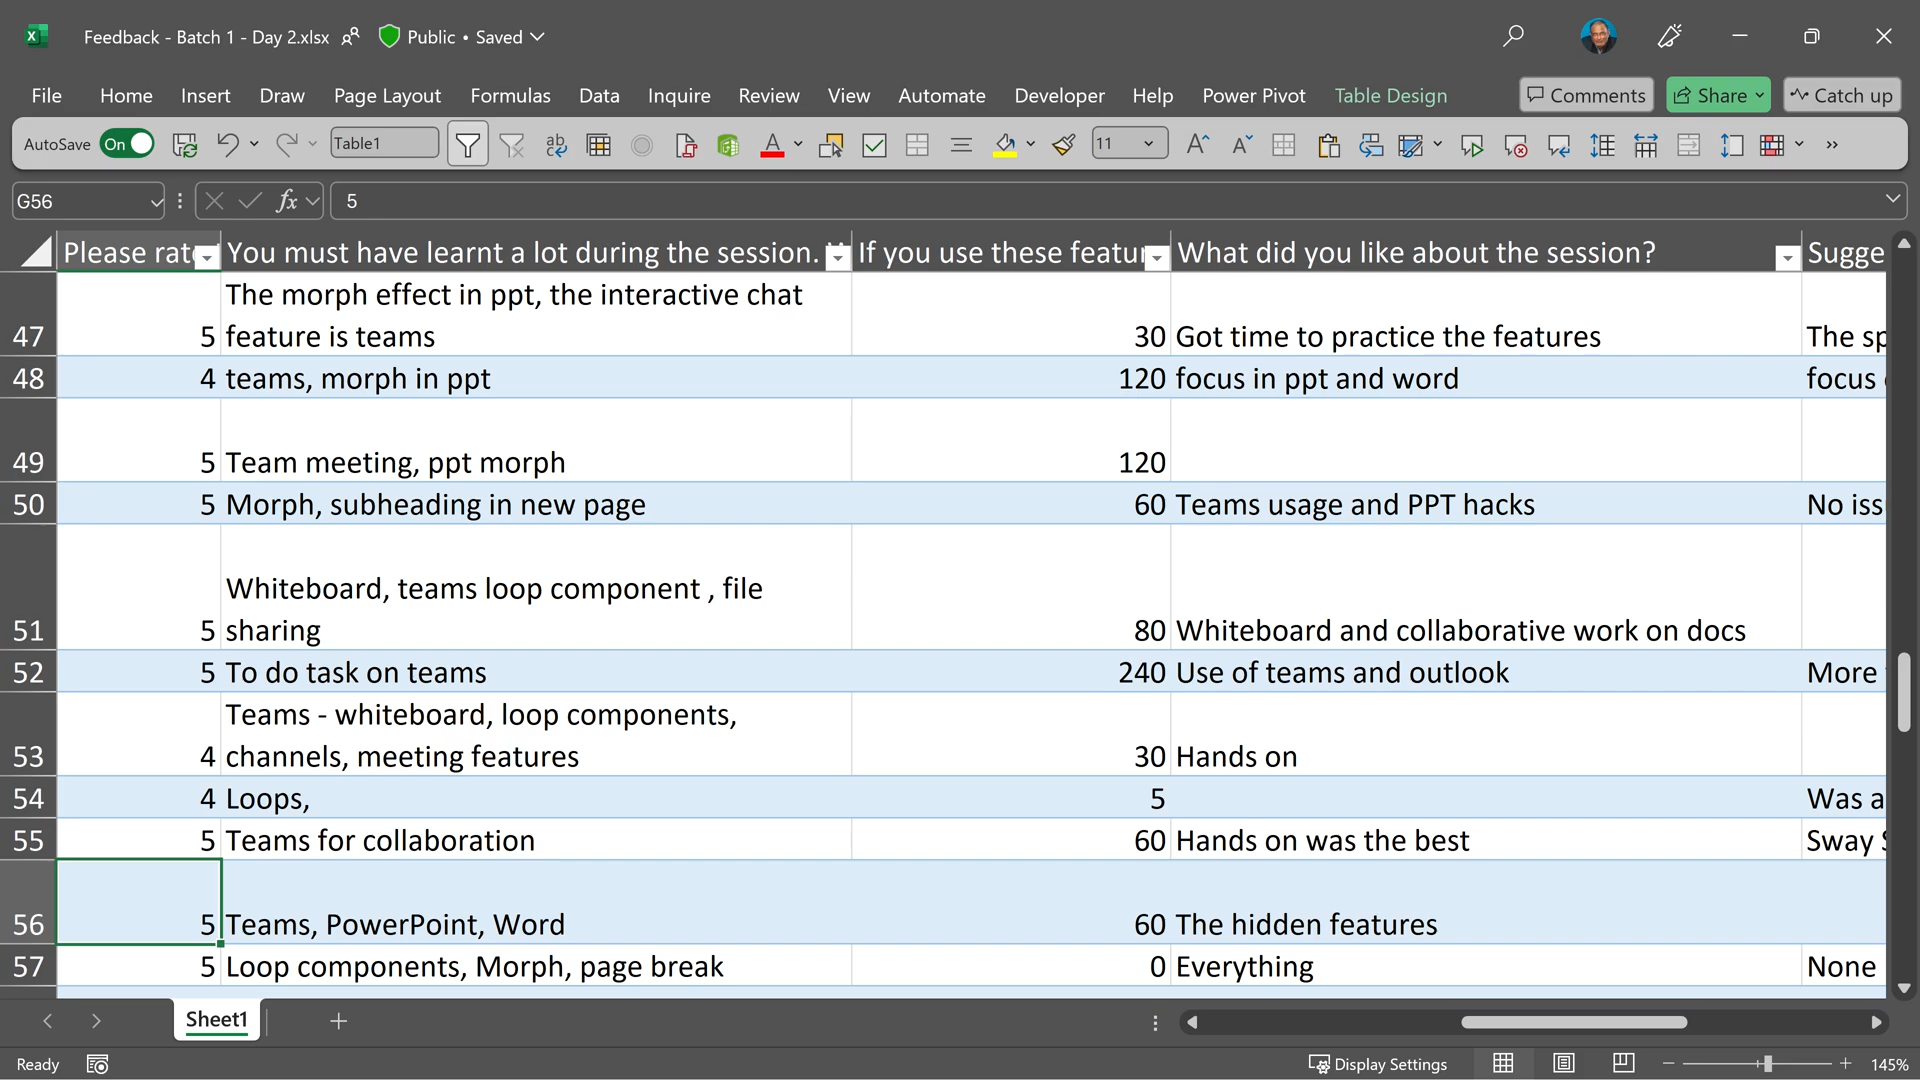 Feedback - Batch 1 - Day 2.xlsx Public • Saved
File Home Insert Draw Page Layout Formulas Data Inquire Review View Automate Developer Help Power Pivot Table Design Comments Share Catch up
AutoSave On Table1 11
G56 fx 5
Please rate You must have learnt a lot during the session. If you use these featur What did you like about the session? Sugge
The morph effect in ppt, the interactive chat
47 5 feature is teams 30 Got time to practice the features The sp
48 4 teams, morph in ppt 120 focus in ppt and word focus
49 5 Team meeting, ppt morph 120
50 5 Morph, subheading in new page 60 Teams usage and PPT hacks No iss
Whiteboard, teams loop component , file
51 5 sharing 80 Whiteboard and collaborative work on docs
52 5 To do task on teams 240 Use of teams and outlook More
Teams - whiteboard, loop components,
53 4 channels, meeting features 30 Hands on
54 4 Loops, 5 Was a
55 5 Teams for collaboration 60 Hands on was the best Sway
56 5 Teams, PowerPoint, Word 60 The hidden features
57 5 Loop components, Morph, page break 0 Everything None
Sheet1
Ready Display Settings 145%